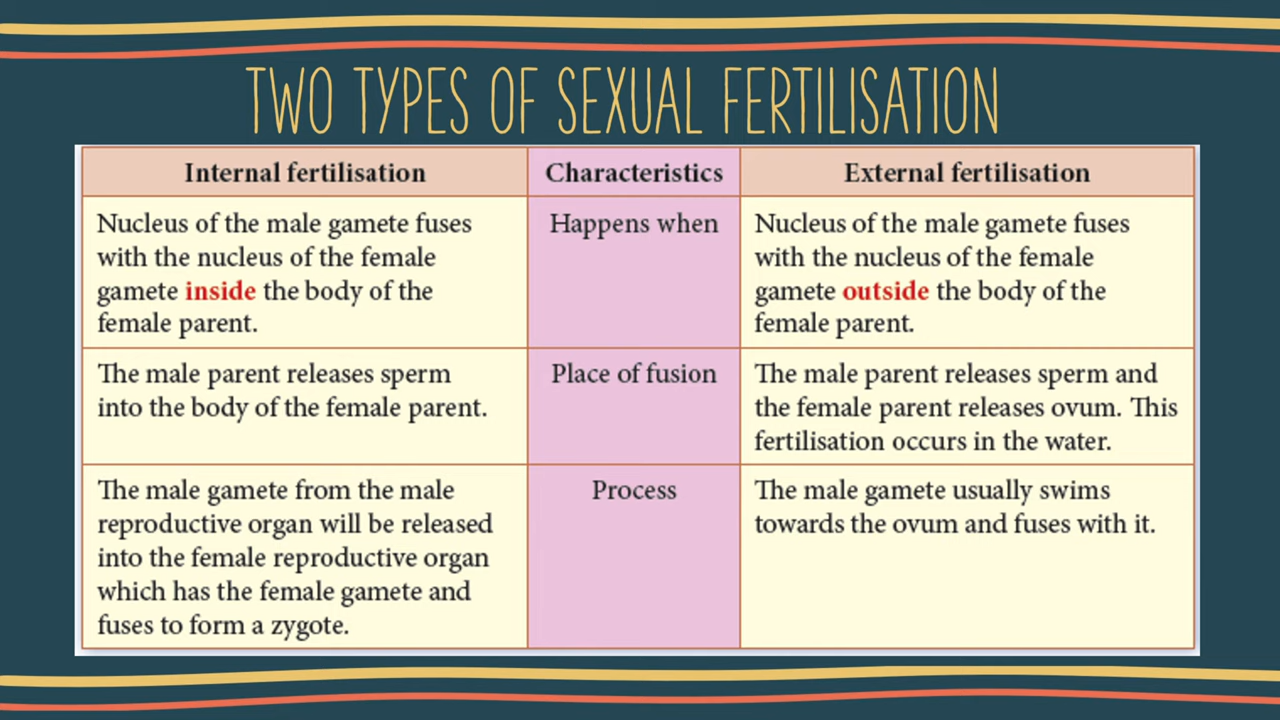 TWO TYPES OF SEXUAL FERTILISATION
Internal fertilisation
Characteristics
External fertilisation
Nucleus of the male gamete fuses
with the nucleus of the female
gamete inside the body of the
female parent.
Happens when
Nucleus of the male gamete fuses
with the nucleus of the female
gamete outside the body of the
female parent.
The male parent releases sperm
into the body of the female parent.
Place of fusion
The male parent releases sperm and
the female parent releases ovum. This
fertilisation occurs in the water.
The male gamete from the male
reproductive organ will be released
into the female reproductive organ
which has the female gamete and
fuses to form a zygote.
Process
The male gamete usually swims
towards the ovum and fuses with it.